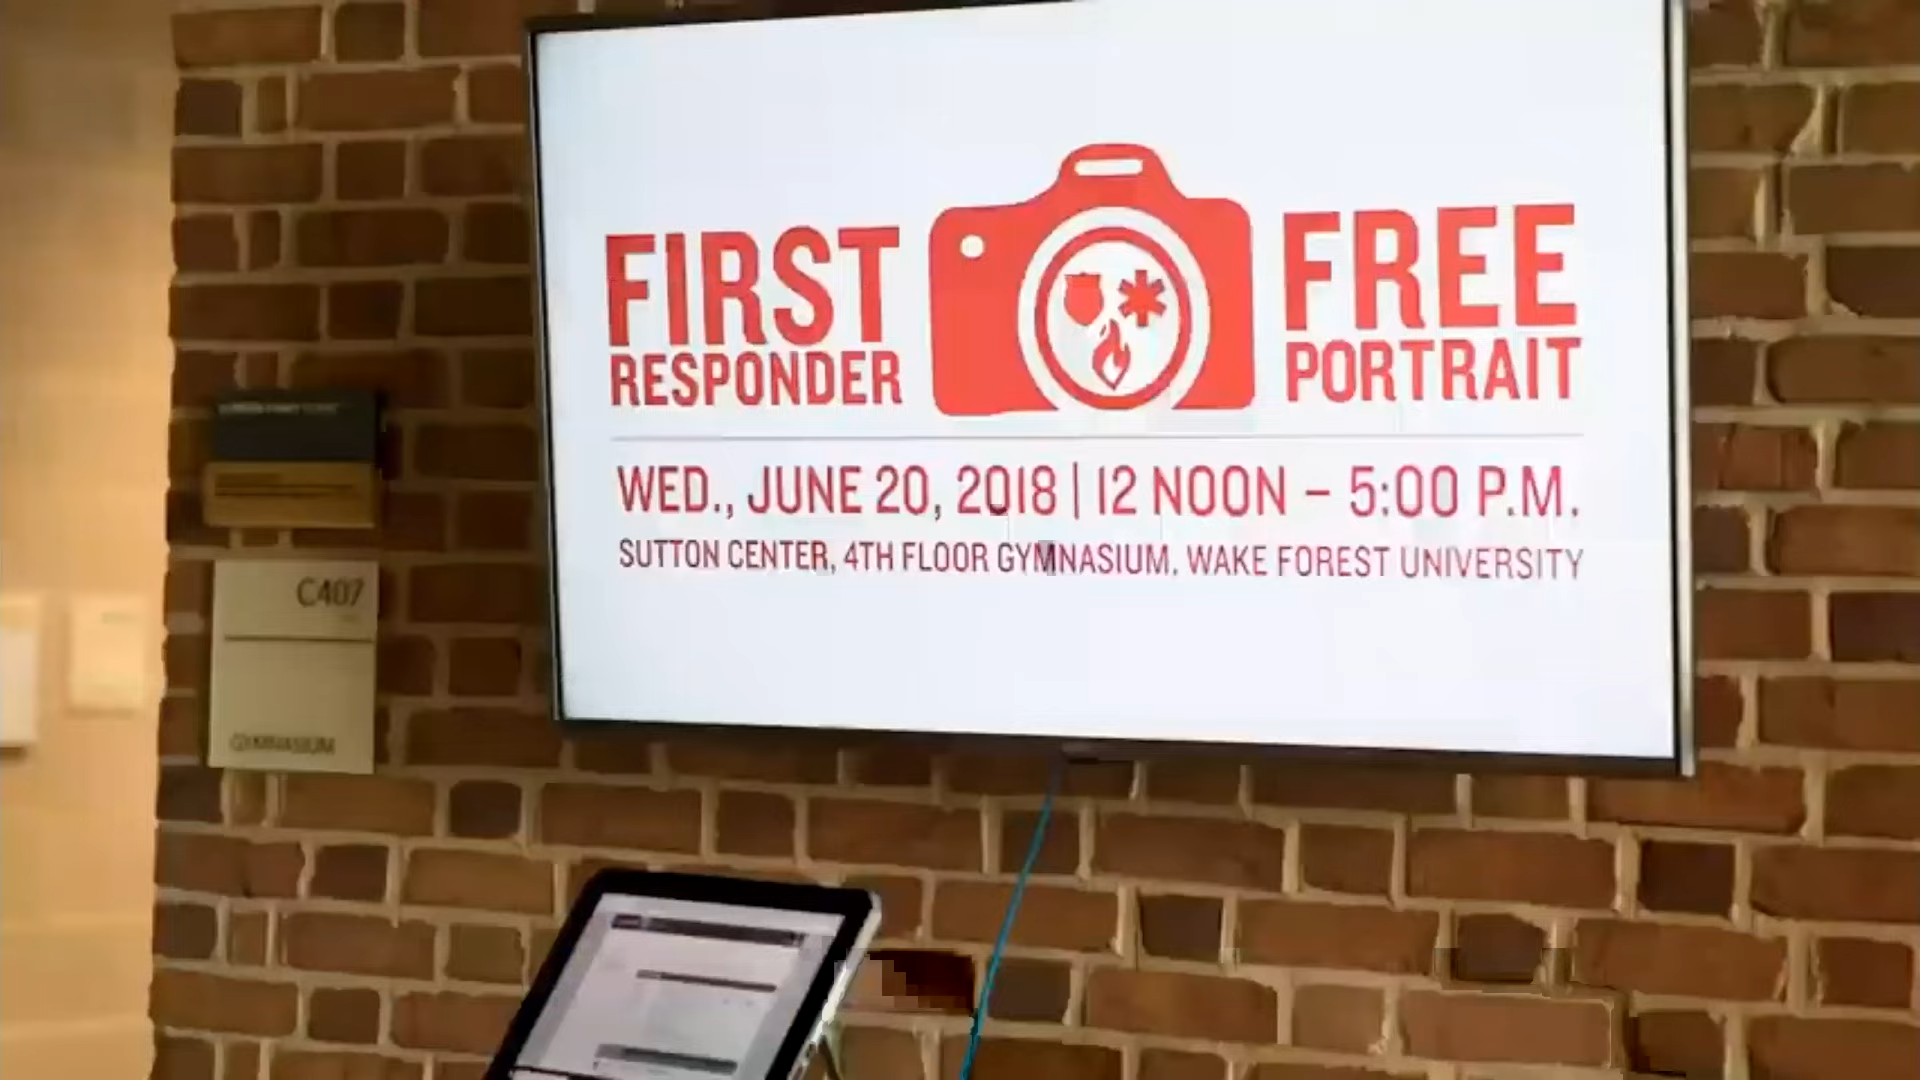 FIRST
RESPONDER
FREE
PORTRAIT
WED., JUNE 20, 2018 | 12 NOON – 5:00 P.M.
SUTTON CENTER, 4TH FLOOR GYMNASIUM, WAKE FOREST UNIVERSITY
C407
GYMNASIUM